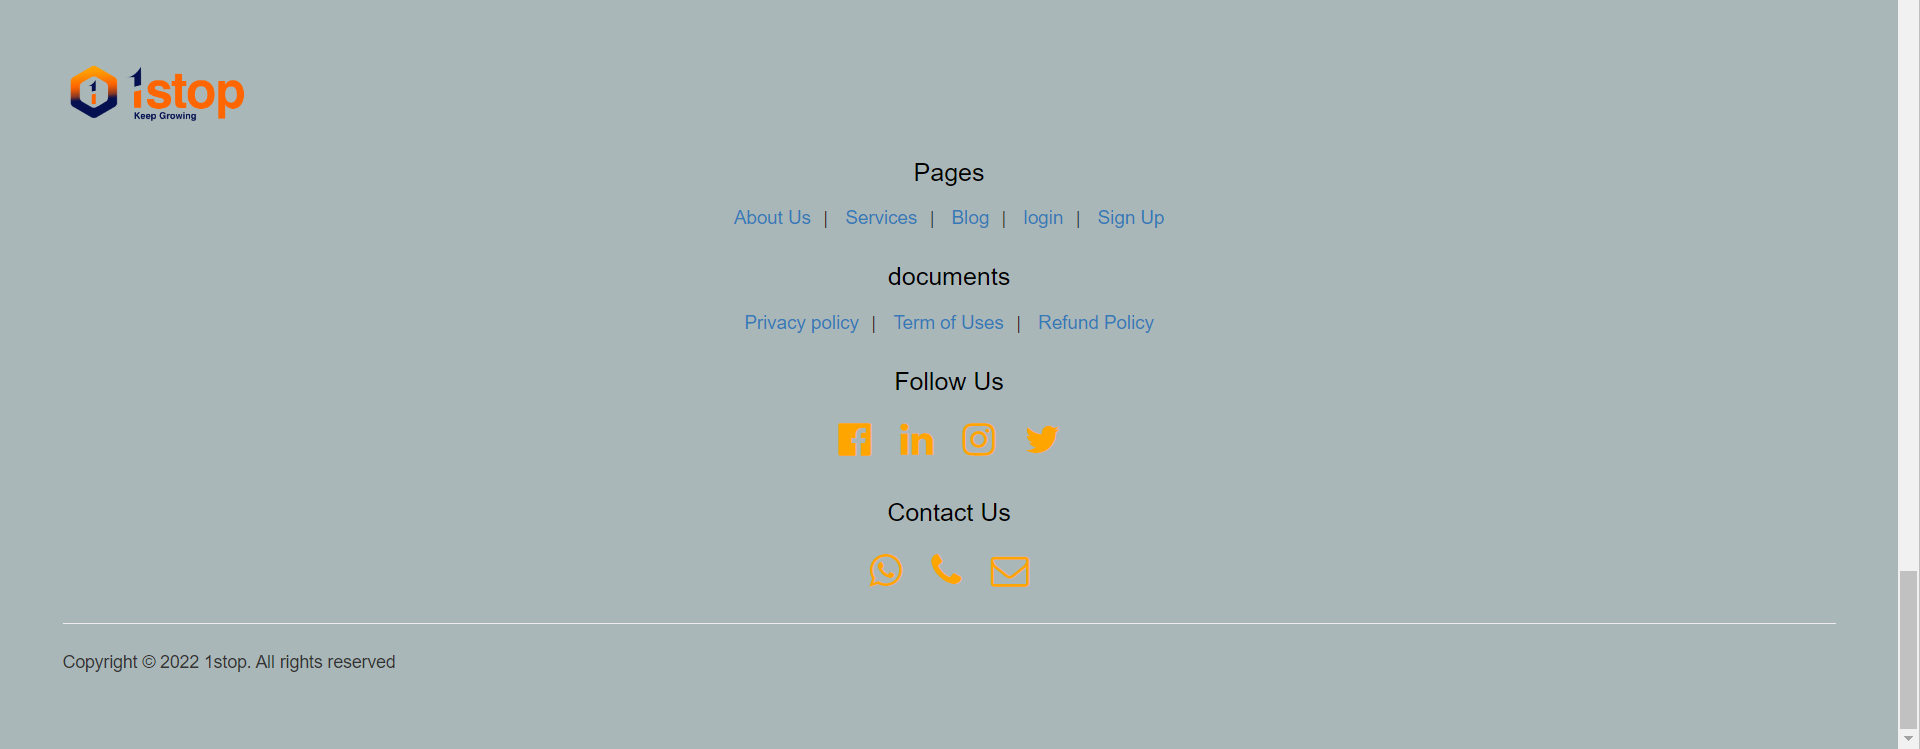 1stop
Keep Growing
Pages
About Us | Services | Blog | login | Sign Up
documents
Privacy policy | Term of Uses | Refund Policy
Follow Us
Contact Us
Copyright © 2022 1stop. All rights reserved